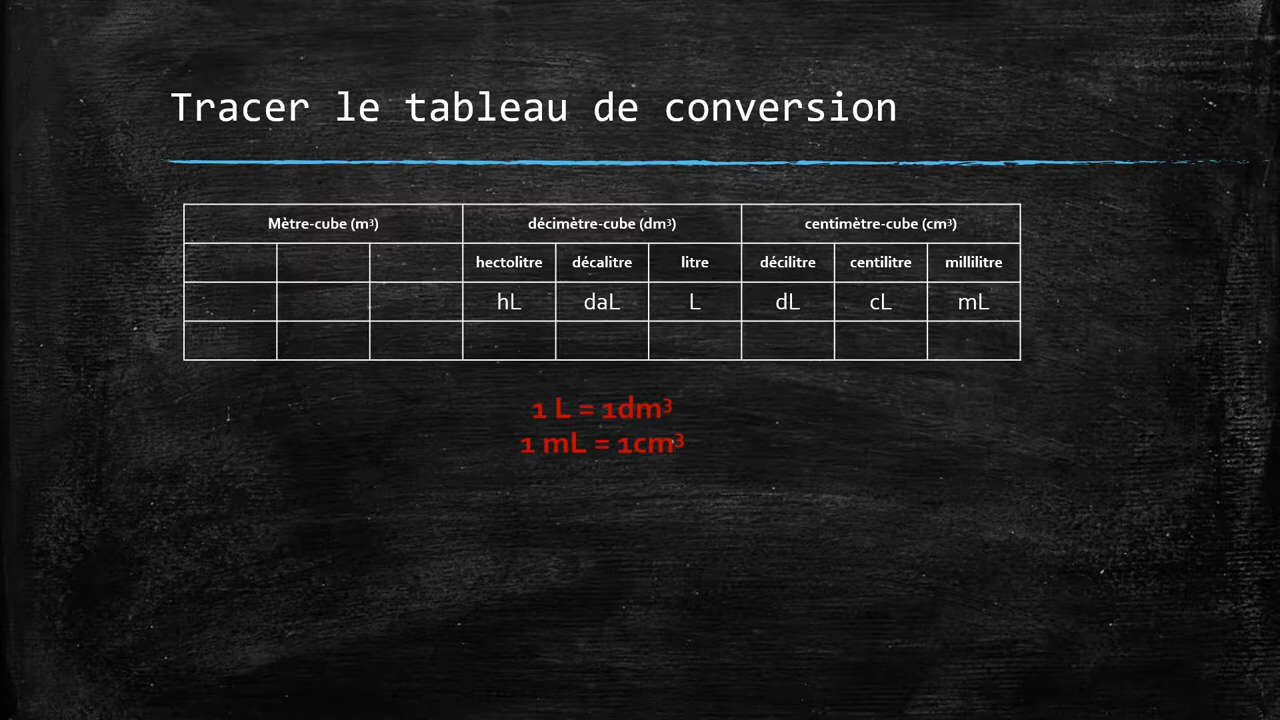 Tracer le tableau de conversion
Mètre-cube (m³) décimètre-cube (dm³) centimètre-cube (cm³)
hectolitre décalitre litre décilitre centilitre millilitre
hL daL L dL cL mL
1 L = 1dm³
1 mL = 1cm³